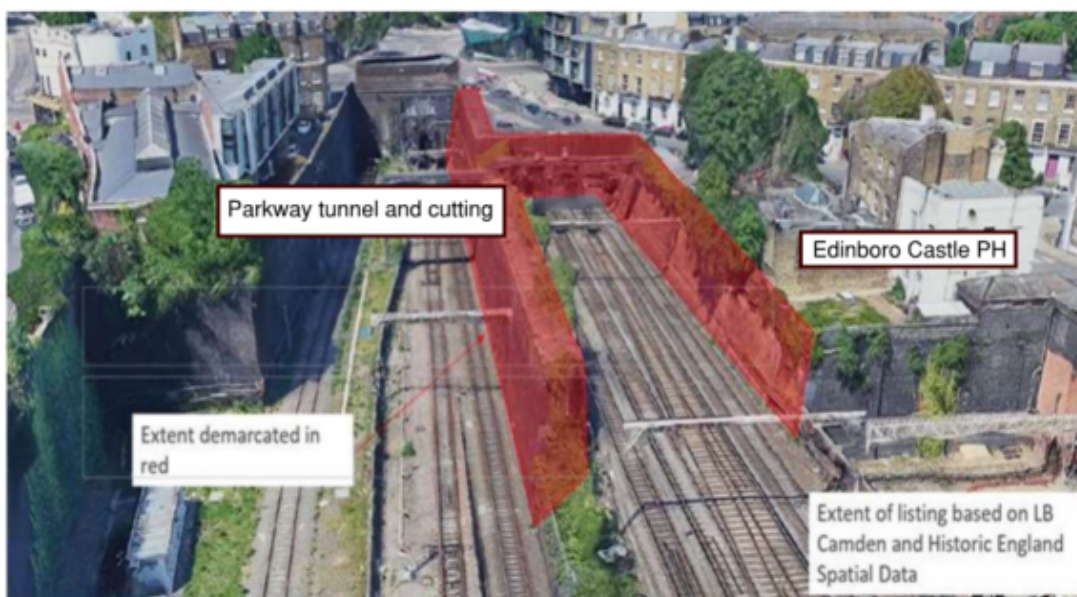 Parkway tunnel and cutting
Edinboro Castle PH
Extent demarcated in
red
Extent of listing based on LB
Camden and Historic England
Spatial Data